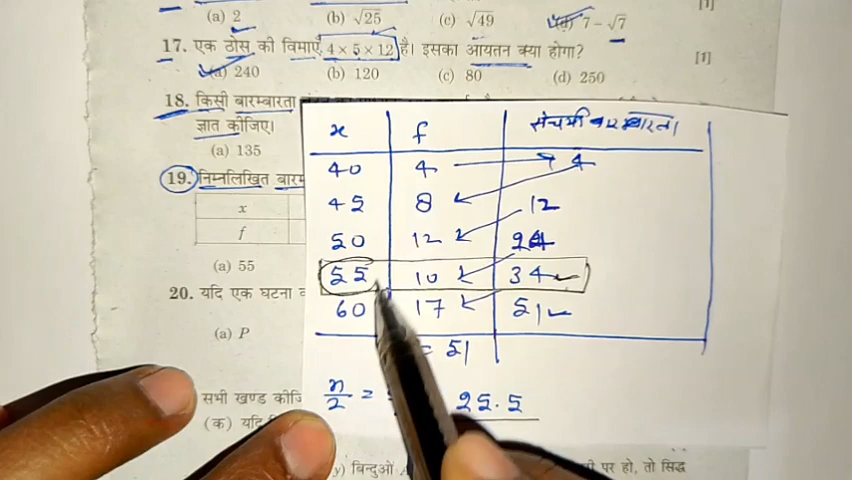 [1]
(a) 2 (b) √25 (c) √49 (d) 7 − √7
17. एक ठोस की विमाएँ 4 × 5 × 12 है। इसका आयतन क्या होगा? [1]
(a) 240 (b) 120 (c) 80 (d) 250
18. किसी बारम्बारता
ज्ञात कीजिए।
(a) 135
19. निम्नलिखित बारम
x
f
(a) 55
20. यदि एक घटना
(a) P
सभी खण्ड कीजि
(क) यदि
x f संचयी बारम्बारता
40 4 4
45 8 12
50 12 24
55 10 34
60 17 51
= 51
n/2 = 25.5
) बिन्दुओं
पर हो, तो सिद्ध